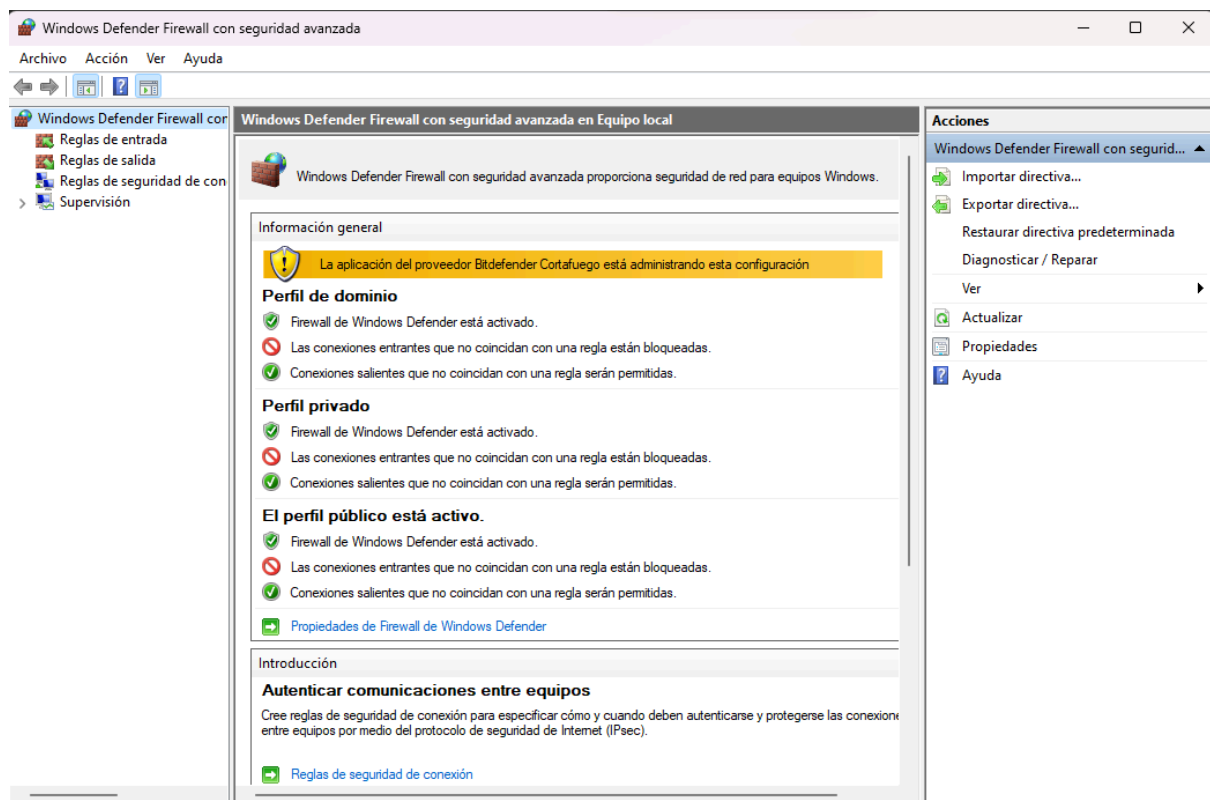 Windows Defender Firewall con seguridad avanzada
Archivo Acción Ver Ayuda
Windows Defender Firewall con
Reglas de entrada
Reglas de salida
Reglas de seguridad de con
Supervisión
Windows Defender Firewall con seguridad avanzada en Equipo local
Windows Defender Firewall con seguridad avanzada proporciona seguridad de red para equipos Windows.
Información general
La aplicación del proveedor Bitdefender Cortafuego está administrando esta configuración
Perfil de dominio
Firewall de Windows Defender está activado.
Las conexiones entrantes que no coincidan con una regla están bloqueadas.
Conexiones salientes que no coincidan con una regla serán permitidas.
Perfil privado
Firewall de Windows Defender está activado.
Las conexiones entrantes que no coincidan con una regla están bloqueadas.
Conexiones salientes que no coincidan con una regla serán permitidas.
El perfil público está activo.
Firewall de Windows Defender está activado.
Las conexiones entrantes que no coincidan con una regla están bloqueadas.
Conexiones salientes que no coincidan con una regla serán permitidas.
Propiedades de Firewall de Windows Defender
Introducción
Autenticar comunicaciones entre equipos
Cree reglas de seguridad de conexión para especificar cómo y cuando deben autenticarse y protegerse las conexione
entre equipos por medio del protocolo de seguridad de Internet (IPsec).
Reglas de seguridad de conexión
Acciones
Windows Defender Firewall con segurid...
Importar directiva...
Exportar directiva...
Restaurar directiva predeterminada
Diagnosticar / Reparar
Ver
Actualizar
Propiedades
Ayuda